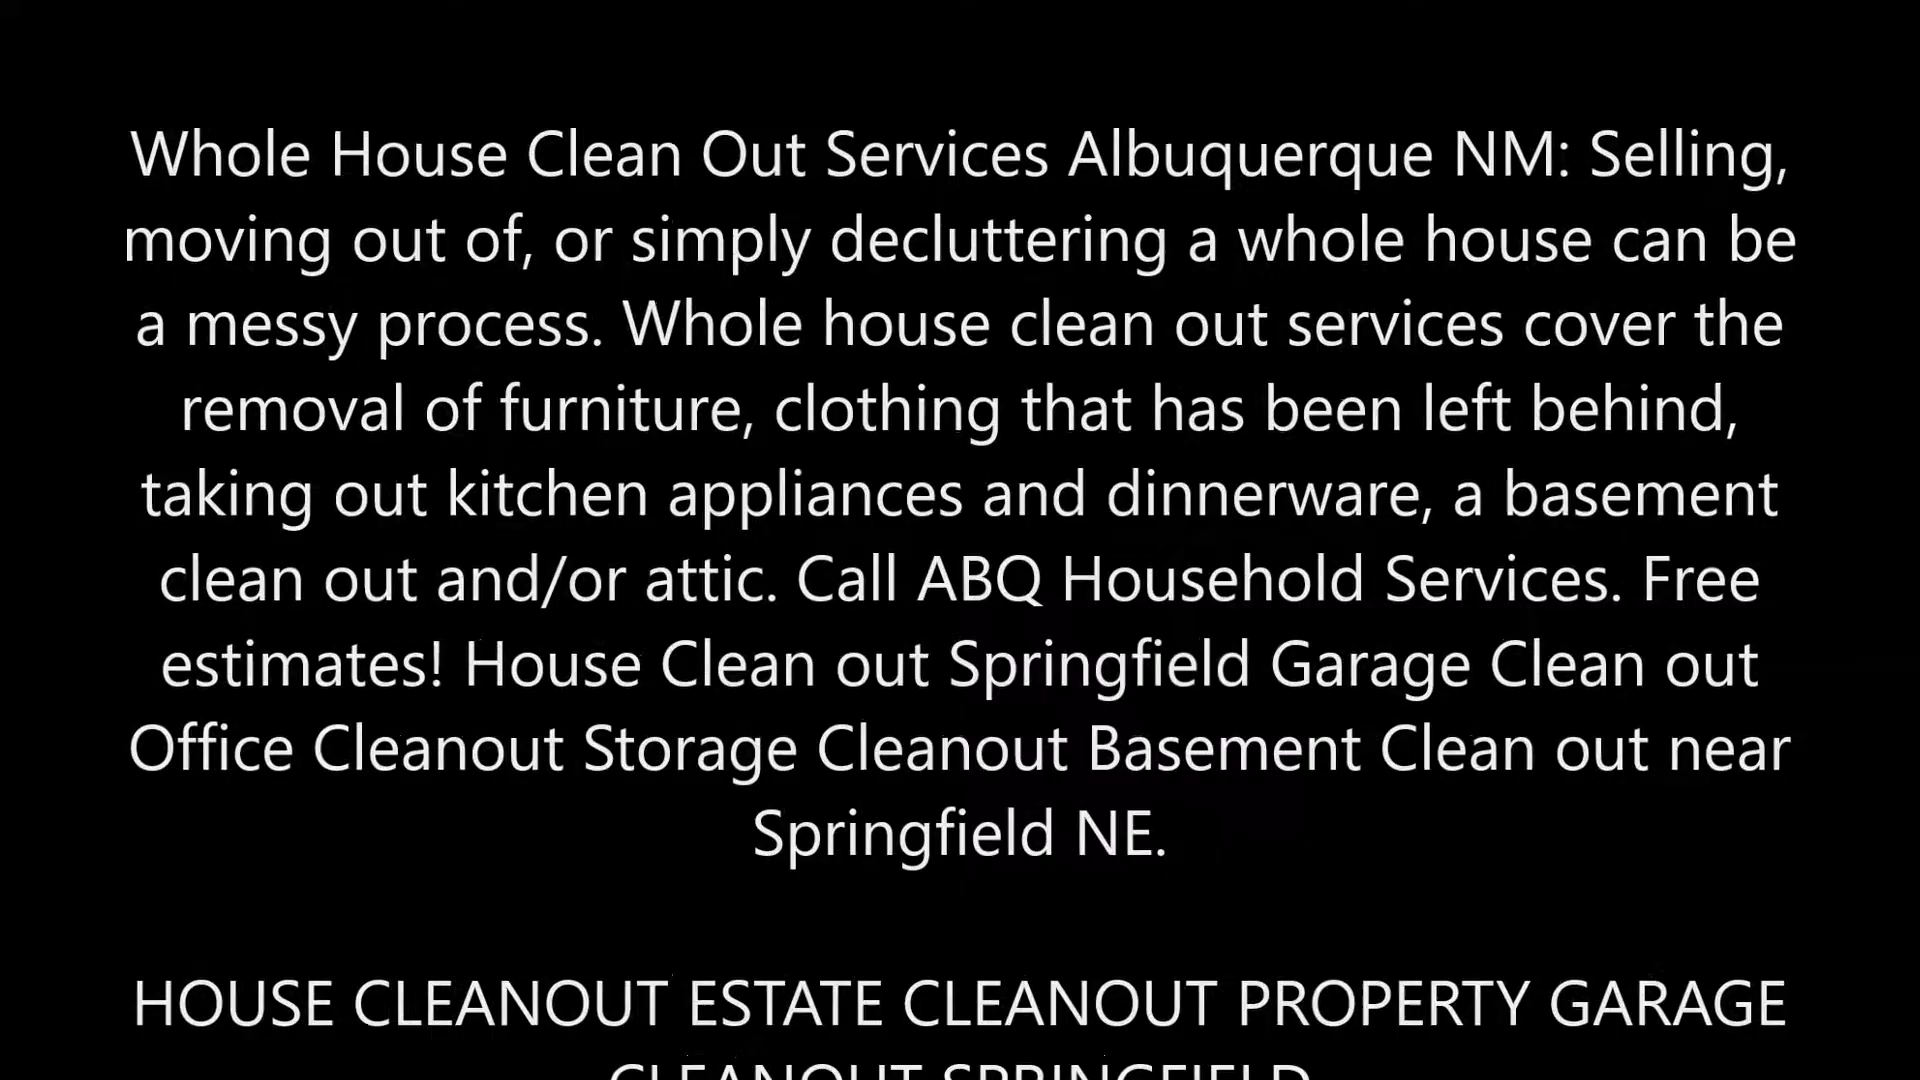 Whole House Clean Out Services Albuquerque NM: Selling,
moving out of, or simply decluttering a whole house can be
a messy process. Whole house clean out services cover the
removal of furniture, clothing that has been left behind,
taking out kitchen appliances and dinnerware, a basement
clean out and/or attic. Call ABQ Household Services. Free
estimates! House Clean out Springfield Garage Clean out
Office Cleanout Storage Cleanout Basement Clean out near
Springfield NE.
HOUSE CLEANOUT ESTATE CLEANOUT PROPERTY GARAGE
CLEANOUT SPRINGFIELD